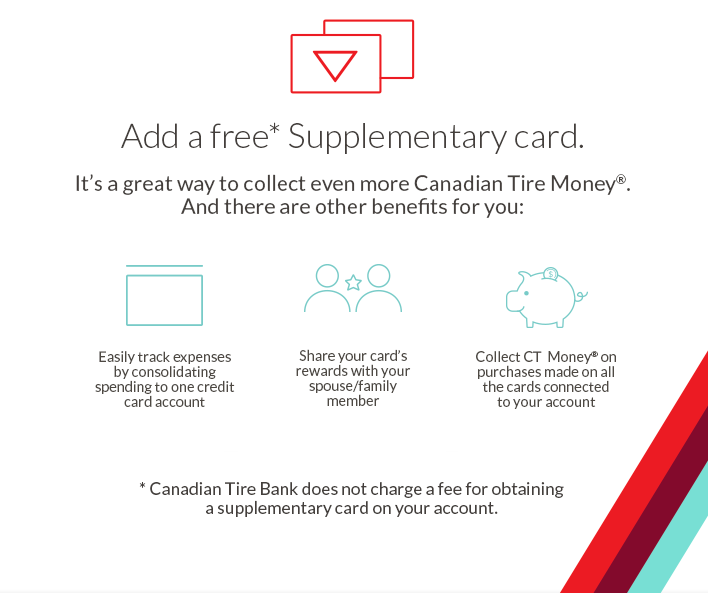 Add a free* Supplementary card.
It’s a great way to collect even more Canadian Tire Money®.
And there are other benefits for you:
Easily track expenses
by consolidating
spending to one credit
card account
Share your card’s
rewards with your
spouse/family
member
$
Collect CT Money® on
purchases made on all
the cards connected
to your account
* Canadian Tire Bank does not charge a fee for obtaining
a supplementary card on your account.